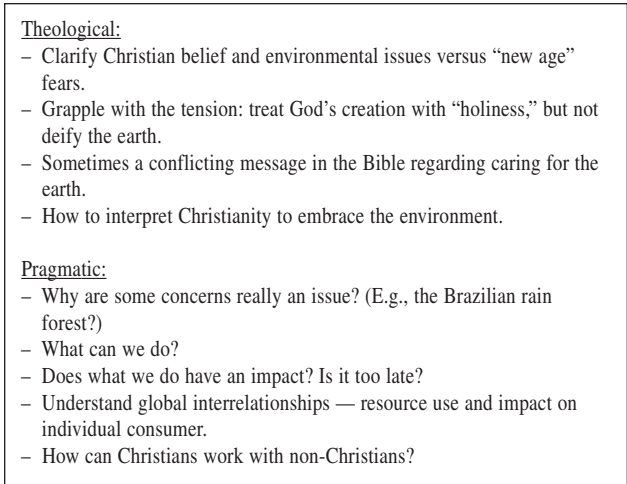 Theological:
– Clarify Christian belief and environmental issues versus “new age”
fears.
– Grapple with the tension: treat God’s creation with “holiness,” but not
deify the earth.
– Sometimes a conflicting message in the Bible regarding caring for the
earth.
– How to interpret Christianity to embrace the environment.
Pragmatic:
– Why are some concerns really an issue? (E.g., the Brazilian rain
forest?)
– What can we do?
– Does what we do have an impact? Is it too late?
– Understand global interrelationships — resource use and impact on
individual consumer.
– How can Christians work with non-Christians?